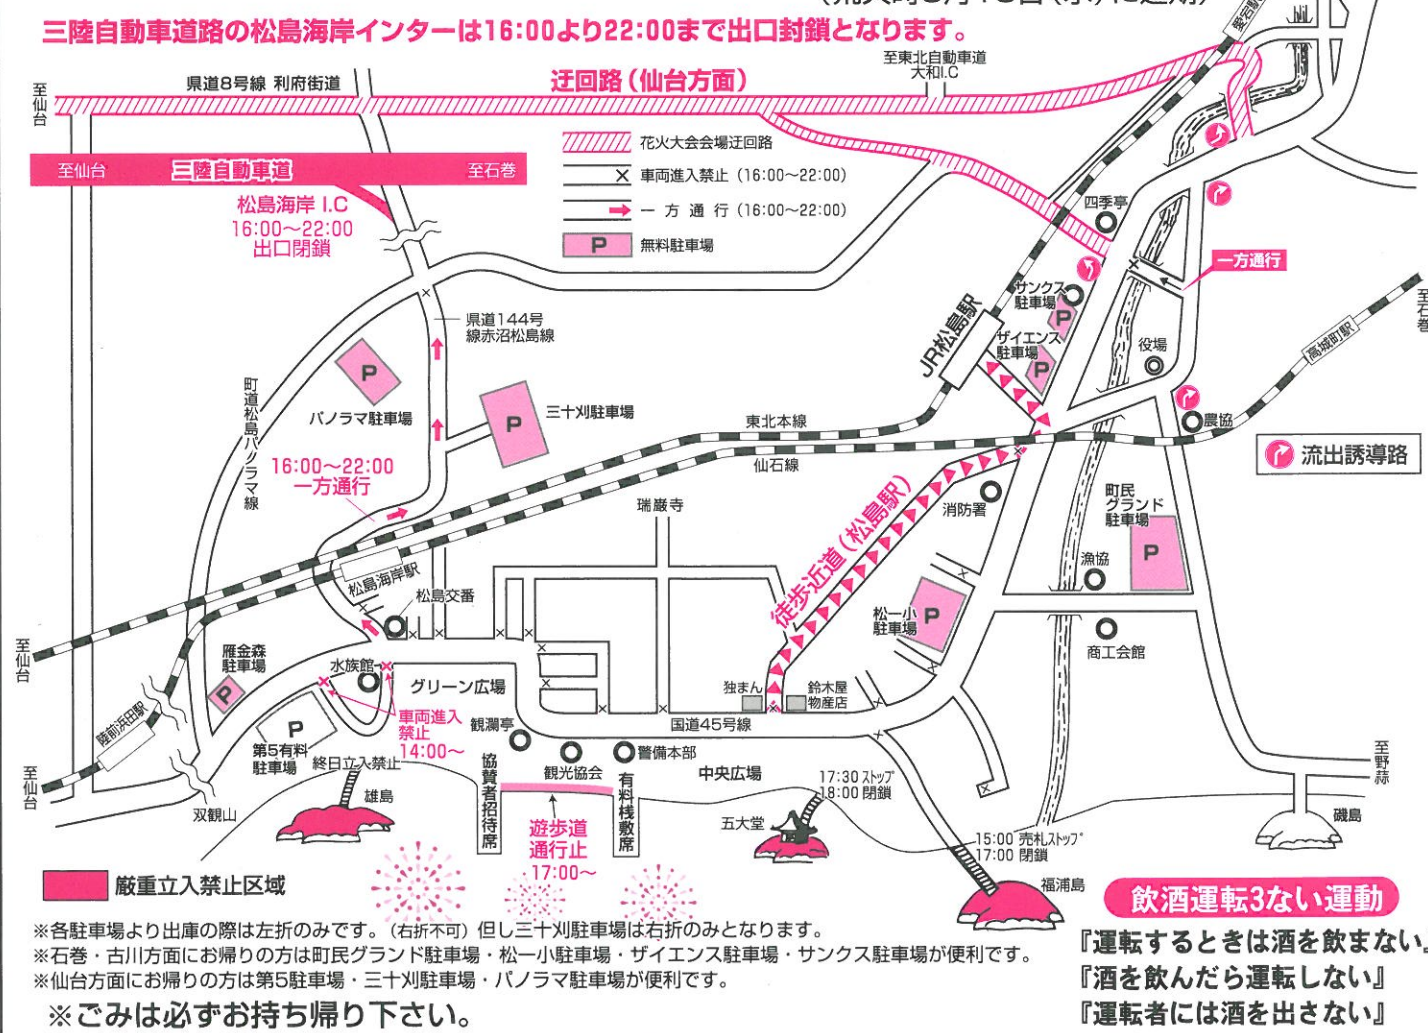 三陸自動車道路の松島海岸インターは16:00より22:00まで出口封鎖となります。
至仙台
県道8号線 利府街道
迂回路（仙台方面）
至東北自動車道
大和I.C
愛宕駅
至仙台
三陸自動車道
至石巻
松島海岸 I.C
16:00〜22:00
出口閉鎖
花火大会会場迂回路
車両進入禁止（16:00〜22:00）
一方通行（16:00〜22:00）
P
無料駐車場
四季亭
一方通行
サンクス
駐車場
P
ザイエンス
駐車場
P
JR松島駅
役場
高城町駅
至石巻
県道144号
線赤沼松島線
P
パノラマ駐車場
P
三十刈駐車場
町道松島パノラマ線
東北本線
仙石線
農協
流出誘導路
16:00〜22:00
一方通行
瑞巌寺
徒歩近道（松島駅）
消防署
町民
グランド
駐車場
P
漁協
松島海岸駅
松島交番
松一小
駐車場
P
商工会館
至仙台
雁金森
駐車場
P
水族館
グリーン広場
独まん
鈴木屋
物産店
国道45号線
車両進入
禁止
14:00〜
観瀾亭
陸前浜田駅
P
第5有料
駐車場
終日立入禁止
観光協会
警備本部
中央広場
17:30 ストップ
18:00 閉鎖
至仙台
双観山
雄島
協賛者招待席
遊歩道
通行止
17:00〜
有料桟敷席
五大堂
15:00 売札ストップ
17:00 閉鎖
福浦島
至野蒜
磯島
厳重立入禁止区域
飲酒運転3ない運動
『運転するときは酒を飲まない』
『酒を飲んだら運転しない』
『運転者には酒を出さない』
※各駐車場より出庫の際は左折のみです。（右折不可）但し三十刈駐車場は右折のみとなります。
※石巻・古川方面にお帰りの方は町民グランド駐車場・松一小駐車場・ザイエンス駐車場・サンクス駐車場が便利です。
※仙台方面にお帰りの方は第5駐車場・三十刈駐車場・パノラマ駐車場が便利です。
※ごみは必ずお持ち帰り下さい。